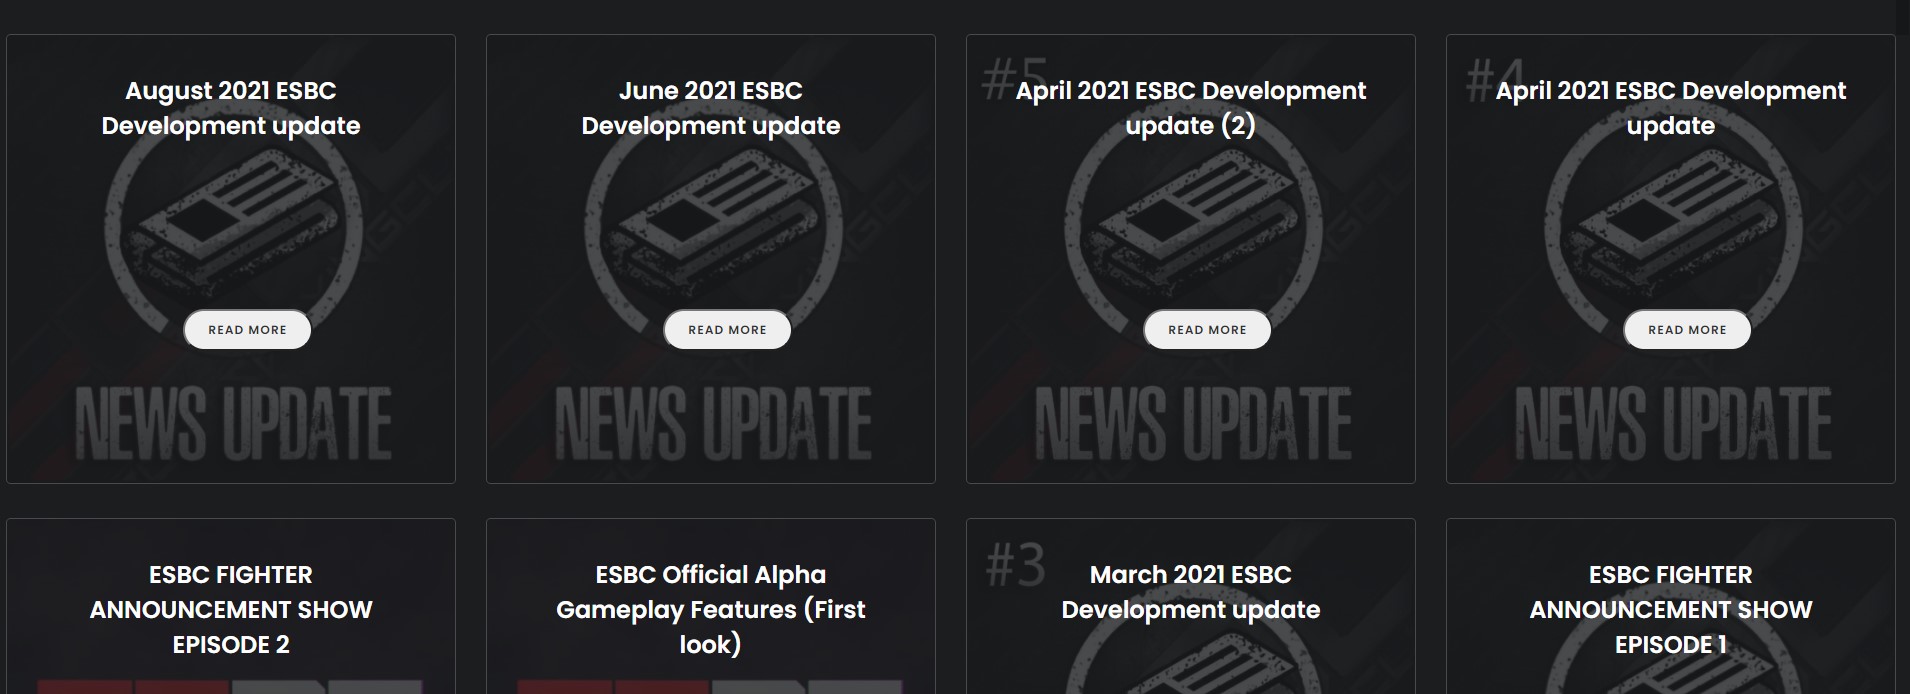 August 2021 ESBC
Development update
READ MORE
NEWS UPDATE
June 2021 ESBC
Development update
READ MORE
NEWS UPDATE
#5
April 2021 ESBC Development
update (2)
READ MORE
NEWS UPDATE
#4
April 2021 ESBC Development
update
READ MORE
NEWS UPDATE
ESBC FIGHTER
ANNOUNCEMENT SHOW
EPISODE 2
ESBC Official Alpha
Gameplay Features (First
look)
#3
March 2021 ESBC
Development update
ESBC FIGHTER
ANNOUNCEMENT SHOW
EPISODE 1